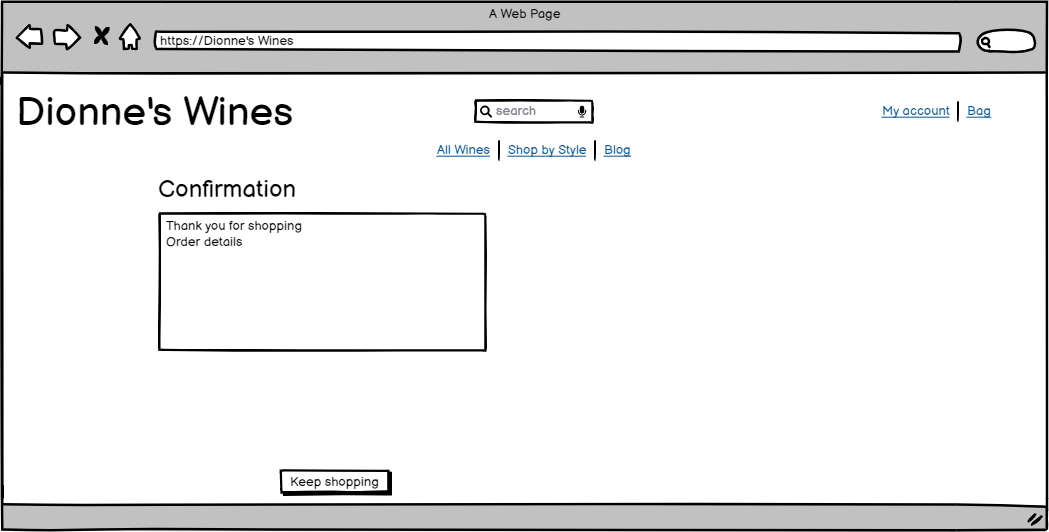 A Web Page
https://Dionne's Wines
Dionne's Wines
search
My account
Bag
All Wines
Shop by Style
Blog
Confirmation
Thank you for shopping
Order details
Keep shopping